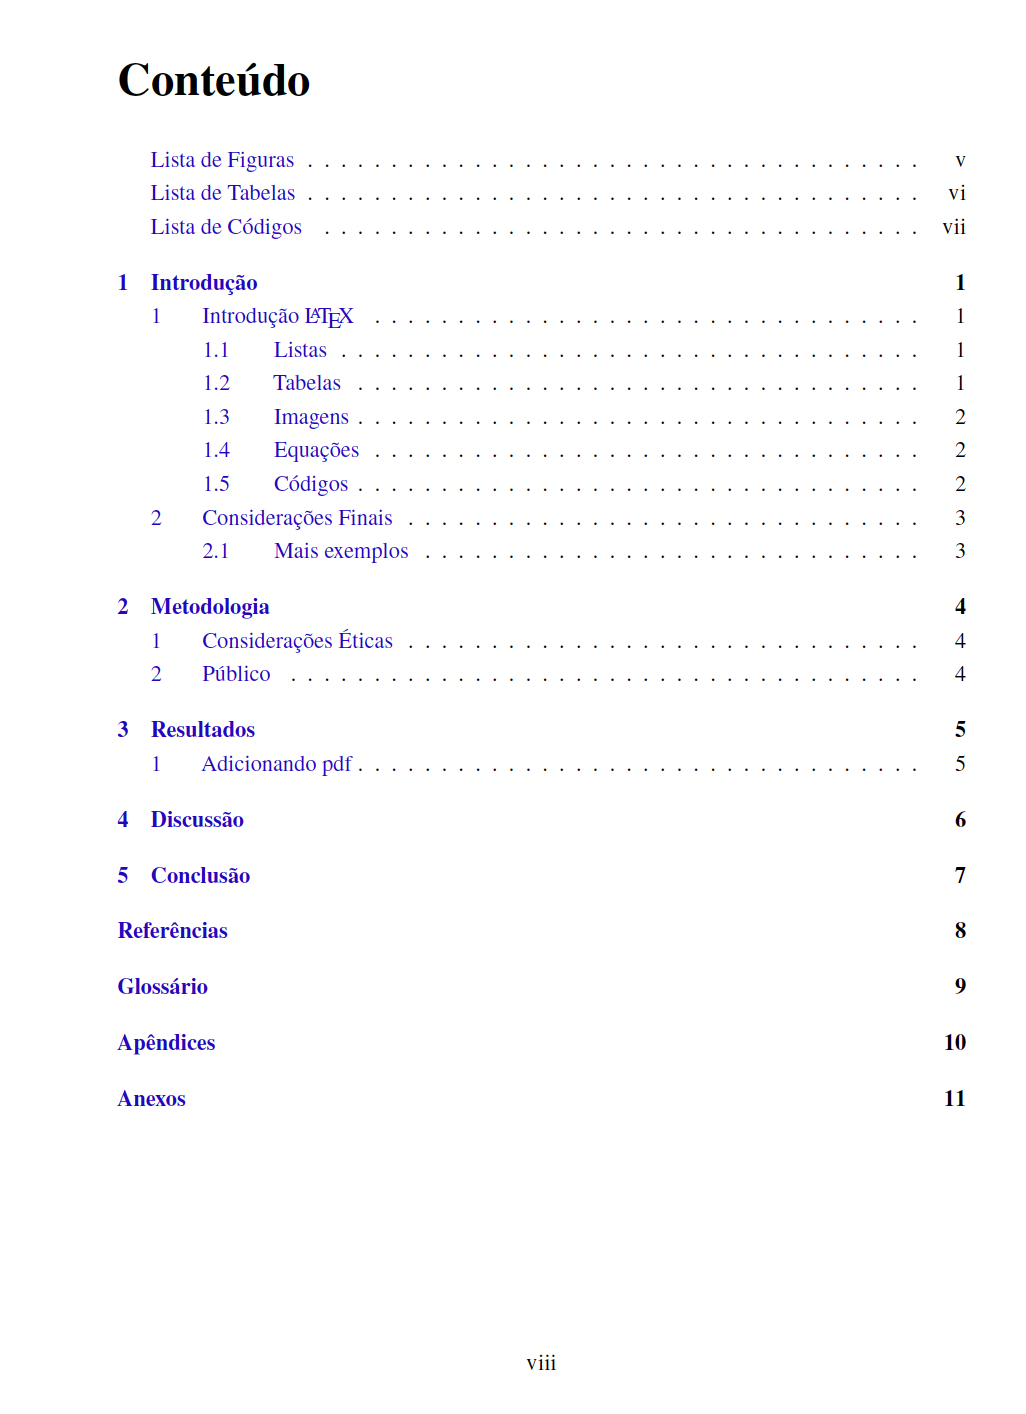 Conteúdo
Lista de Figuras . . . . . . . . . . . . . . . . . . . . . . . . . . . . . . . . . . . . . v
Lista de Tabelas . . . . . . . . . . . . . . . . . . . . . . . . . . . . . . . . . . . . . vi
Lista de Códigos . . . . . . . . . . . . . . . . . . . . . . . . . . . . . . . . . . . . vii
1 Introdução 1
1 Introdução LATEX . . . . . . . . . . . . . . . . . . . . . . . . . . . . . . . . . 1
1.1 Listas . . . . . . . . . . . . . . . . . . . . . . . . . . . . . . . . . . . 1
1.2 Tabelas . . . . . . . . . . . . . . . . . . . . . . . . . . . . . . . . . . 1
1.3 Imagens . . . . . . . . . . . . . . . . . . . . . . . . . . . . . . . . . . 2
1.4 Equações . . . . . . . . . . . . . . . . . . . . . . . . . . . . . . . . . 2
1.5 Códigos . . . . . . . . . . . . . . . . . . . . . . . . . . . . . . . . . . 2
2 Considerações Finais . . . . . . . . . . . . . . . . . . . . . . . . . . . . . . . 3
2.1 Mais exemplos . . . . . . . . . . . . . . . . . . . . . . . . . . . . . . 3
2 Metodologia 4
1 Considerações Éticas . . . . . . . . . . . . . . . . . . . . . . . . . . . . . . . 4
2 Público . . . . . . . . . . . . . . . . . . . . . . . . . . . . . . . . . . . . . . 4
3 Resultados 5
1 Adicionando pdf . . . . . . . . . . . . . . . . . . . . . . . . . . . . . . . . . . 5
4 Discussão 6
5 Conclusão 7
Referências 8
Glossário 9
Apêndices 10
Anexos 11
viii